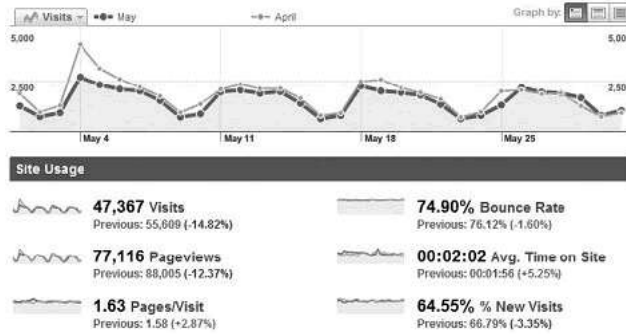 Visits May April Graph by:
5,000 5,00
2,500 2,500
May 4 May 11 May 18 May 25
Site Usage
47,367 Visits
Previous: 55,609 (-14.82%)
74.90% Bounce Rate
Previous: 76.12% (-1.60%)
77,116 Pageviews
Previous: 88,005 (-12.37%)
00:02:02 Avg. Time on Site
Previous: 00:01:56 (+5.25%)
1.63 Pages/Visit
Previous: 1.58 (+2.87%)
64.55% % New Visits
Previous: 66.79% (-3.35%)